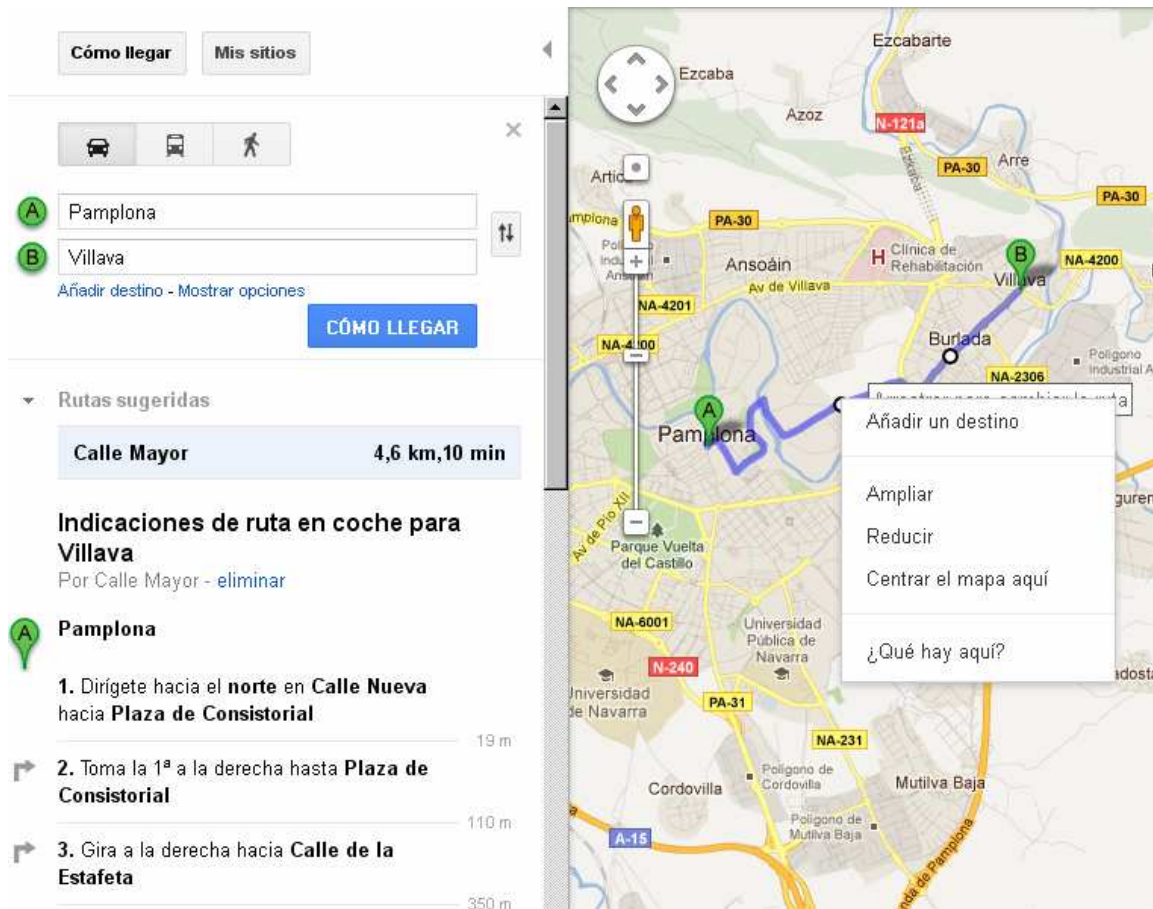 Cómo llegar
Mis sitios
A Pamplona
B Villava
Añadir destino - Mostrar opciones
CÓMO LLEGAR
Rutas sugeridas
Calle Mayor 4,6 km,10 min
Indicaciones de ruta en coche para
Villava
Por Calle Mayor - eliminar
A Pamplona
1. Dirígete hacia el norte en Calle Nueva
hacia Plaza de Consistorial
19 m
2. Toma la 1ª a la derecha hasta Plaza de
Consistorial
110 m
3. Gira a la derecha hacia Calle de la
Estafeta
350 m
Ezcabarte
Ezcaba
Azoz
N-121a
Ezkaba
Arre
PA-30
Artica
PA-30
PA-30
Clínica de
H Rehabilitación
B
Ansoáin
NA-4200
Villava
Av de Villava
NA-4201
Burlada
NA-4200
Polígono
Industrial
NA-2306
A
Pamplona
Añadir un destino
Ampliar
Reducir
Centrar el mapa aquí
¿Qué hay aquí?
Av de Pío XII
Parque Vuelta
del Castillo
NA-6001
Universidad
Pública de
Navarra
N-240
Universidad
de Navarra
PA-31
NA-231
Cordovilla
Polígono de
Cordovilla
Mutilva Baja
Polígono de
Mutilva Baja
A-15
de Pamplona